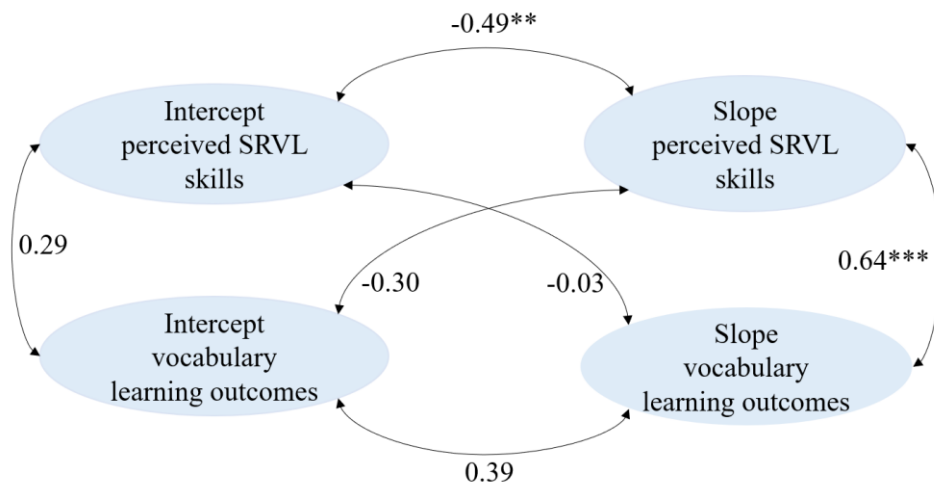 -0.49**
Intercept
perceived SRVL
skills
Slope
perceived SRVL
skills
0.29
-0.30
-0.03
0.64***
Intercept
vocabulary
learning outcomes
Slope
vocabulary
learning outcomes
0.39